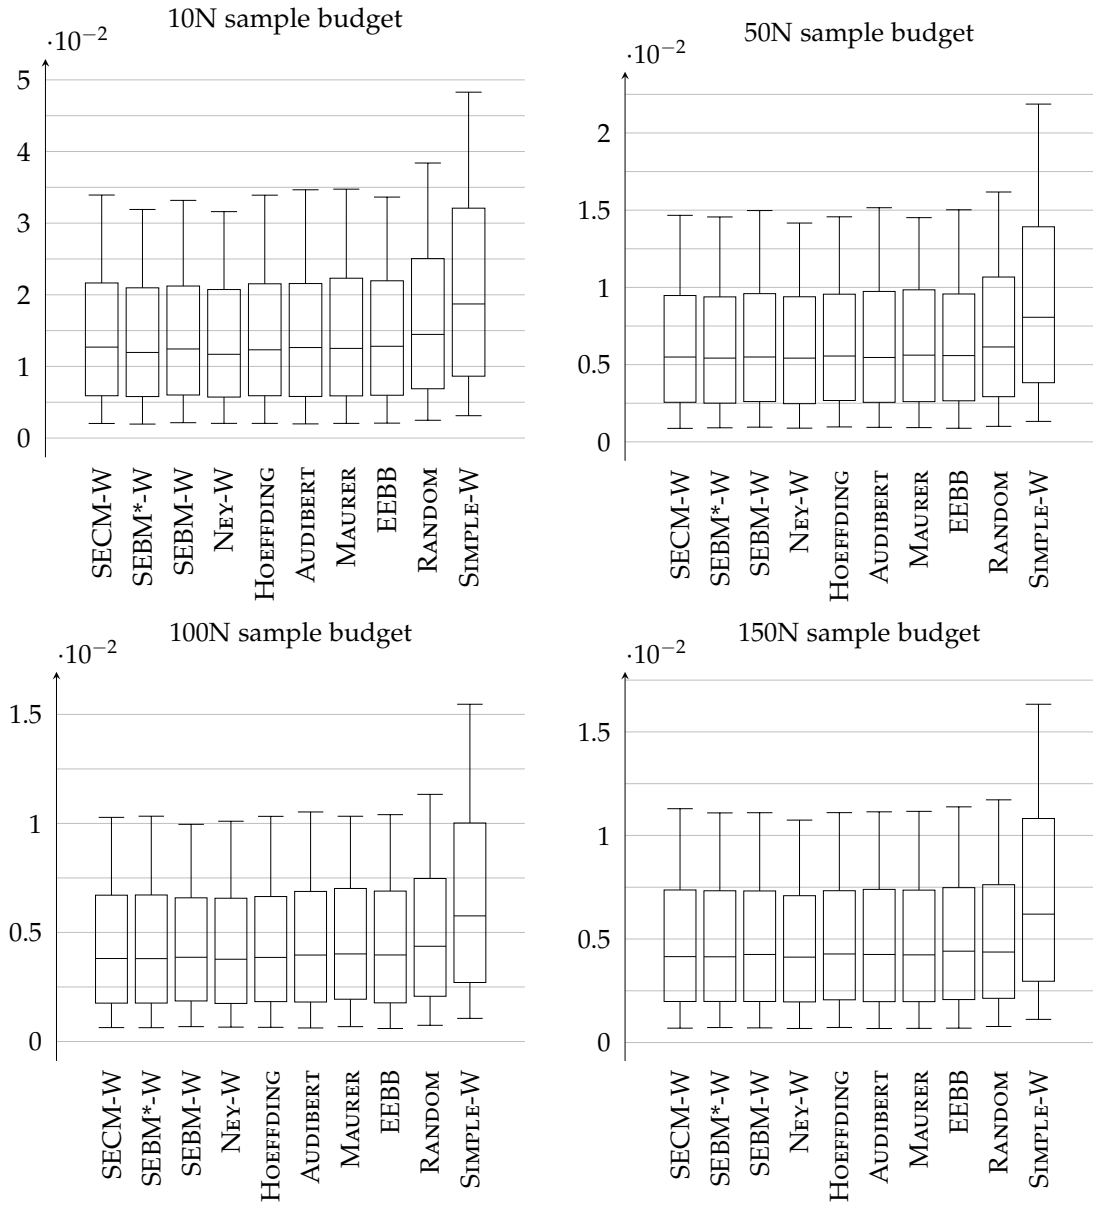 10N sample budget
·10−2
5
4
3
2
1
0
SECM-W
SEBM*-W
SEBM-W
NEY-W
HOEFFDING
AUDIBERT
MAURER
EEBB
RANDOM
SIMPLE-W
50N sample budget
·10−2
2
1.5
1
0.5
0
SECM-W
SEBM*-W
SEBM-W
NEY-W
HOEFFDING
AUDIBERT
MAURER
EEBB
RANDOM
SIMPLE-W
100N sample budget
·10−2
1.5
1
0.5
0
SECM-W
SEBM*-W
SEBM-W
NEY-W
HOEFFDING
AUDIBERT
MAURER
EEBB
RANDOM
SIMPLE-W
150N sample budget
·10−2
1.5
1
0.5
0
SECM-W
SEBM*-W
SEBM-W
NEY-W
HOEFFDING
AUDIBERT
MAURER
EEBB
RANDOM
SIMPLE-W